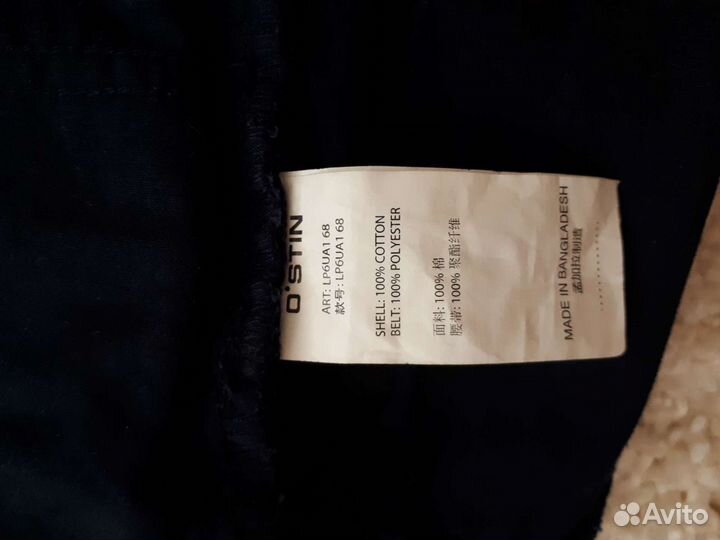 O'STIN
ART: LP6UA1 68
款号: LP6UA1 68
SHELL: 100% COTTON
BELT: 100% POLYESTER
面料: 100% 棉
腰带: 100% 聚酯纤维
MADE IN BANGLADESH
孟加拉制造
Avito